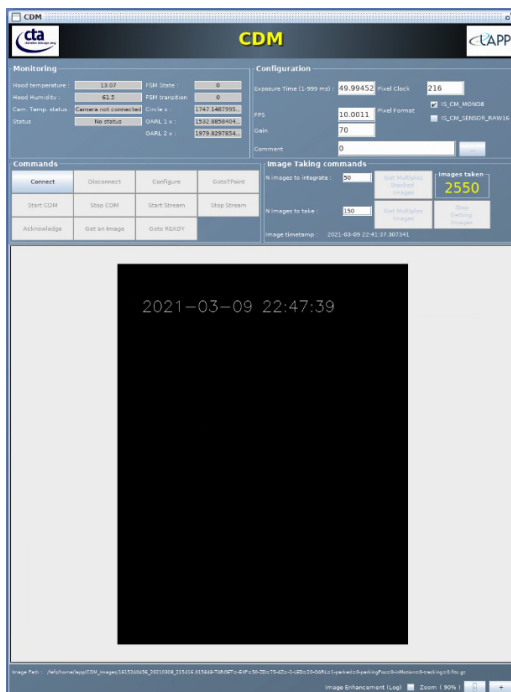 CDM
cta
CDM
LAPP
Monitoring
Hood temperature : 13.07 FSM State : 0
Hood Humidity : 61.5 FSM transition 0
Cam. Temp. status Camera not connected Circle x : 1747.1487995...
Status No status OARL 1 x : 1532.8858404...
OARL 2 x : 1979.8297854...
Configuration
Exposure Time (1-999 ms) : 49.99452 Pixel Clock 216
FPS 10.0011 Pixel Format IS_CM_MONO8
IS_CM_SENSOR_RAW16
Gain 70
Comment 0 ...
Commands
Connect Disconnect Configure GotoTPoint
Start CDM Stop CDM Start Stream Stop Stream
Acknowledge Get an Image Goto READY
Image Taking commands
N images to integrate : 50 Get Multiples Stacked Images
Images taken
2550
N images to take : 150 Get Multiples Images Stop Getting Images
Image timestamp : 2021-03-09 22:41:37.307341
2021-03-09 22:47:39
Image Path :
Image Enhancement (Log) Zoom ( 90% ) +